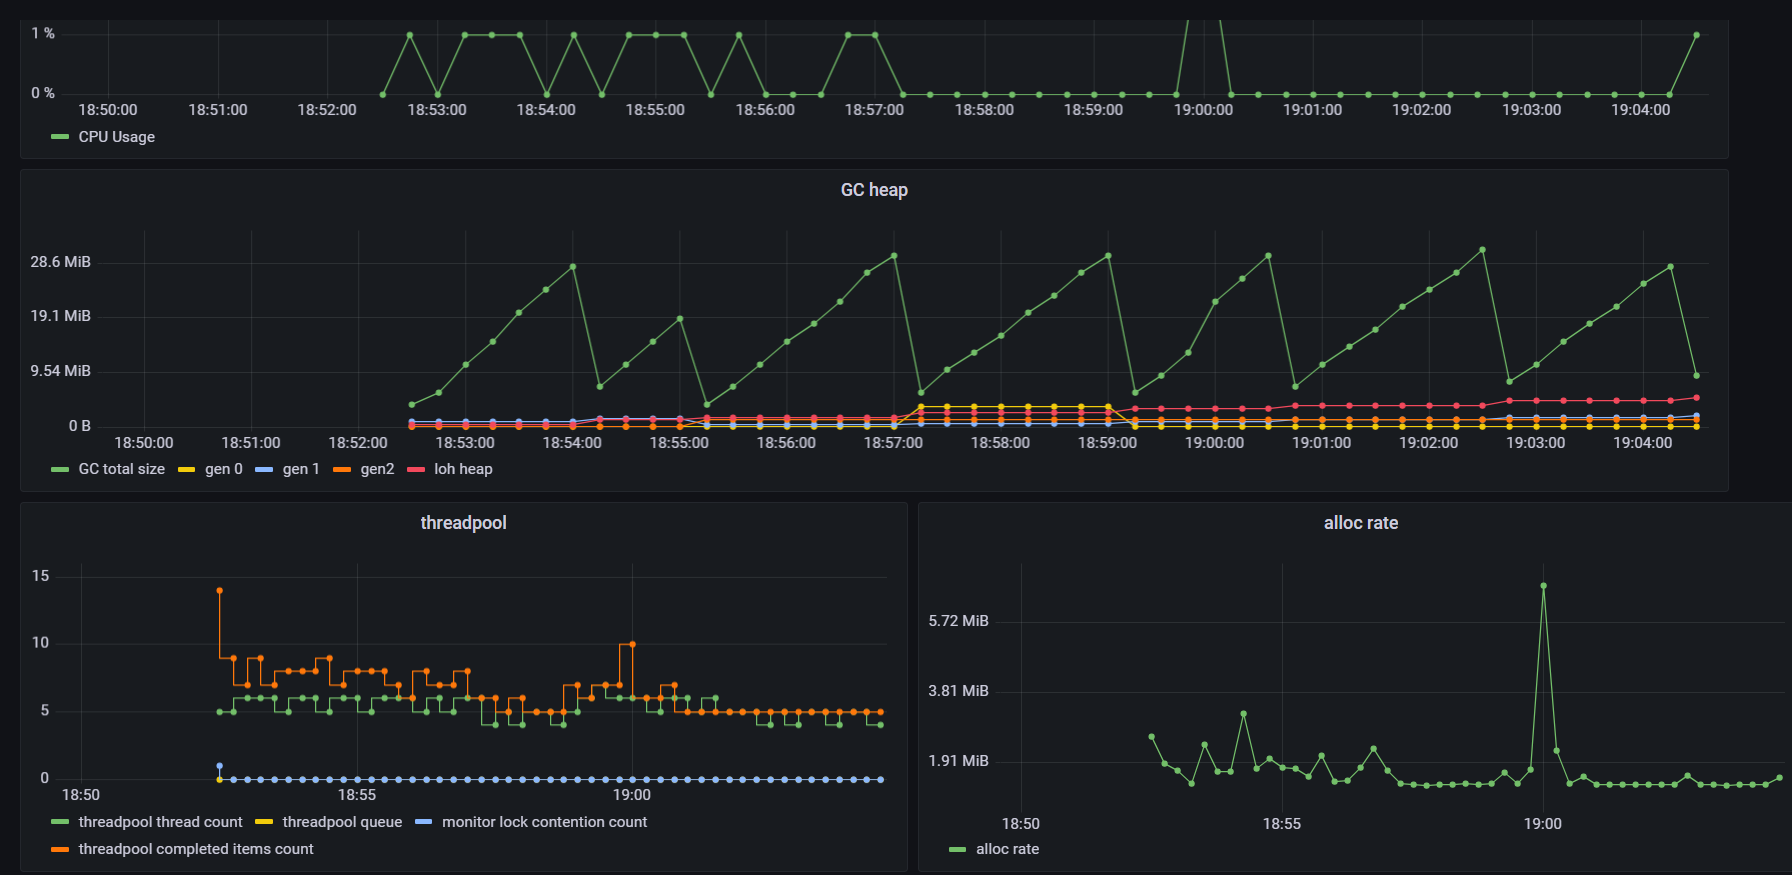 1 %
0 %
18:50:00 18:51:00 18:52:00 18:53:00 18:54:00 18:55:00 18:56:00 18:57:00 18:58:00 18:59:00 19:00:00 19:01:00 19:02:00 19:03:00 19:04:00
CPU Usage
GC heap
28.6 MiB
19.1 MiB
9.54 MiB
0 B
18:50:00 18:51:00 18:52:00 18:53:00 18:54:00 18:55:00 18:56:00 18:57:00 18:58:00 18:59:00 19:00:00 19:01:00 19:02:00 19:03:00 19:04:00
GC total size gen 0 gen 1 gen2 loh heap
threadpool
15
10
5
0
18:50 18:55 19:00
threadpool thread count threadpool queue monitor lock contention count
threadpool completed items count
alloc rate
5.72 MiB
3.81 MiB
1.91 MiB
18:50 18:55 19:00
alloc rate